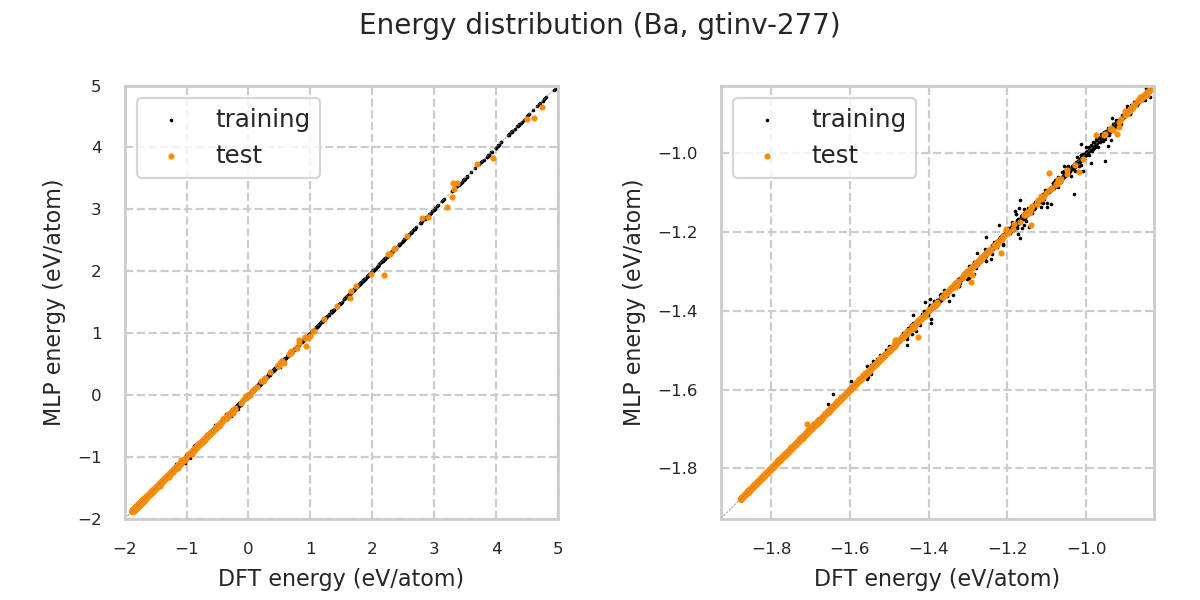 Energy distribution (Ba, gtinv-277)
training
test
5
4
3
2
1
0
−1
−2
−2
−1
0
1
2
3
4
5
MLP energy (eV/atom)
DFT energy (eV/atom)
training
test
−1.0
−1.2
−1.4
−1.6
−1.8
−1.8
−1.6
−1.4
−1.2
−1.0
MLP energy (eV/atom)
DFT energy (eV/atom)